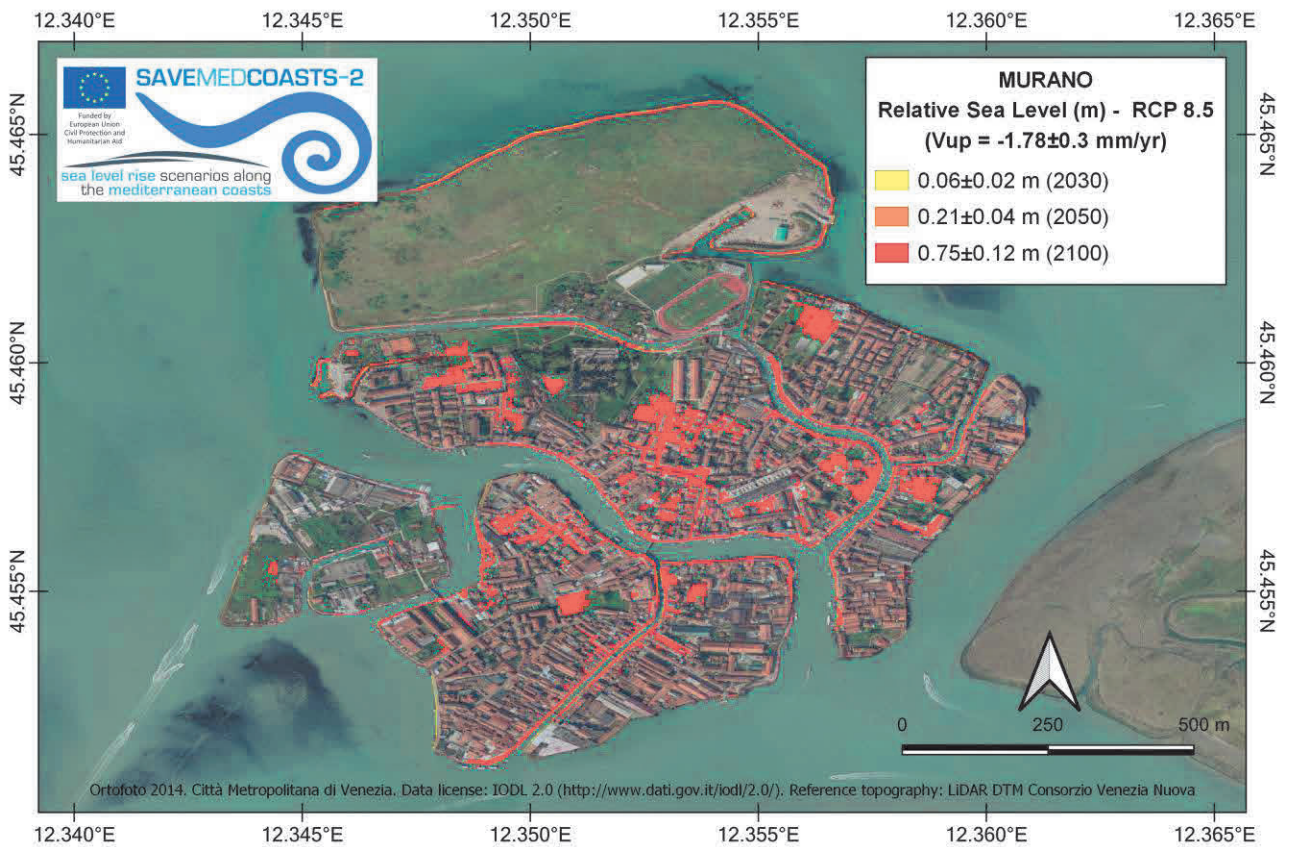 12.340°E 12.345°E 12.350°E 12.355°E 12.360°E 12.365°E
SAVEMEDCOASTS-2
Funded by
European Union
Civil Protection and
Humanitarian Aid
sea level rise scenarios along
the mediterranean coasts
MURANO
Relative Sea Level (m) - RCP 8.5
(Vup = -1.78±0.3 mm/yr)
0.06±0.02 m (2030)
0.21±0.04 m (2050)
0.75±0.12 m (2100)
45.465°N 45.465°N
45.460°N 45.460°N
45.455°N 45.455°N
0 250 500 m
Ortofoto 2014. Città Metropolitana di Venezia. Data license: IODL 2.0 (http://www.dati.gov.it/iodl/2.0/). Reference topography: LiDAR DTM Consorzio Venezia Nuova
12.340°E 12.345°E 12.350°E 12.355°E 12.360°E 12.365°E